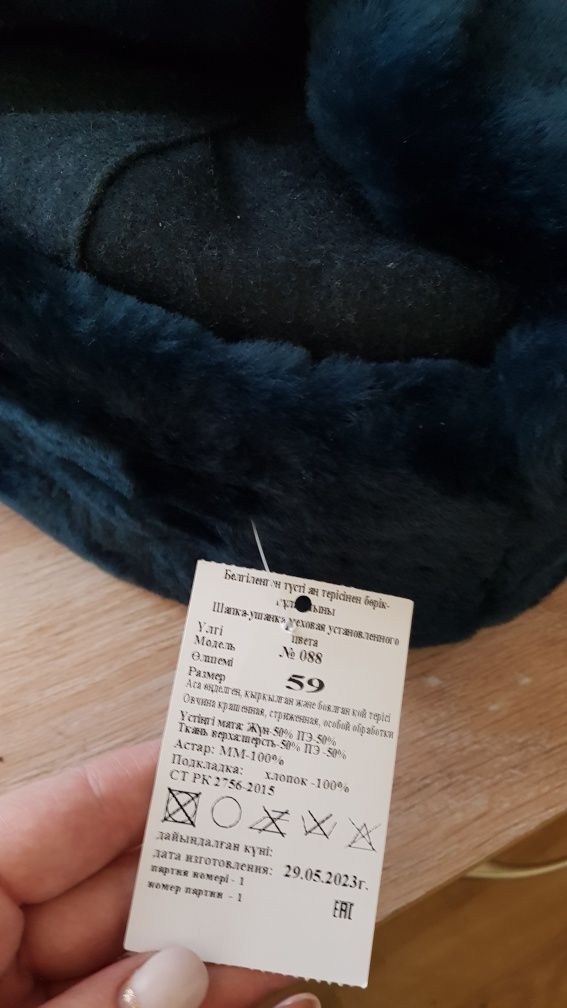 Белгіленген түсті аң терісінен бөрік-
Шапка-ушанка меховая установленного
цвета
Үлгі
Модель № 088
Өлшемі
Размер 59
Аса өңделген, қырқылған және боялған қой терісі
Овчина крашенная, стриженная, особой обработки
Үстіңгі мата: Жүн-50% ПЭ-50%
Ткань верха:шерсть-50% ПЭ -50%
Астар: ММ-100%
Подкладка: хлопок -100%
СТ РК 2756-2015
дайындалған күні:
дата изготовления: 29.05.2023г.
партия номері - 1
номер партии - 1
ЕАС